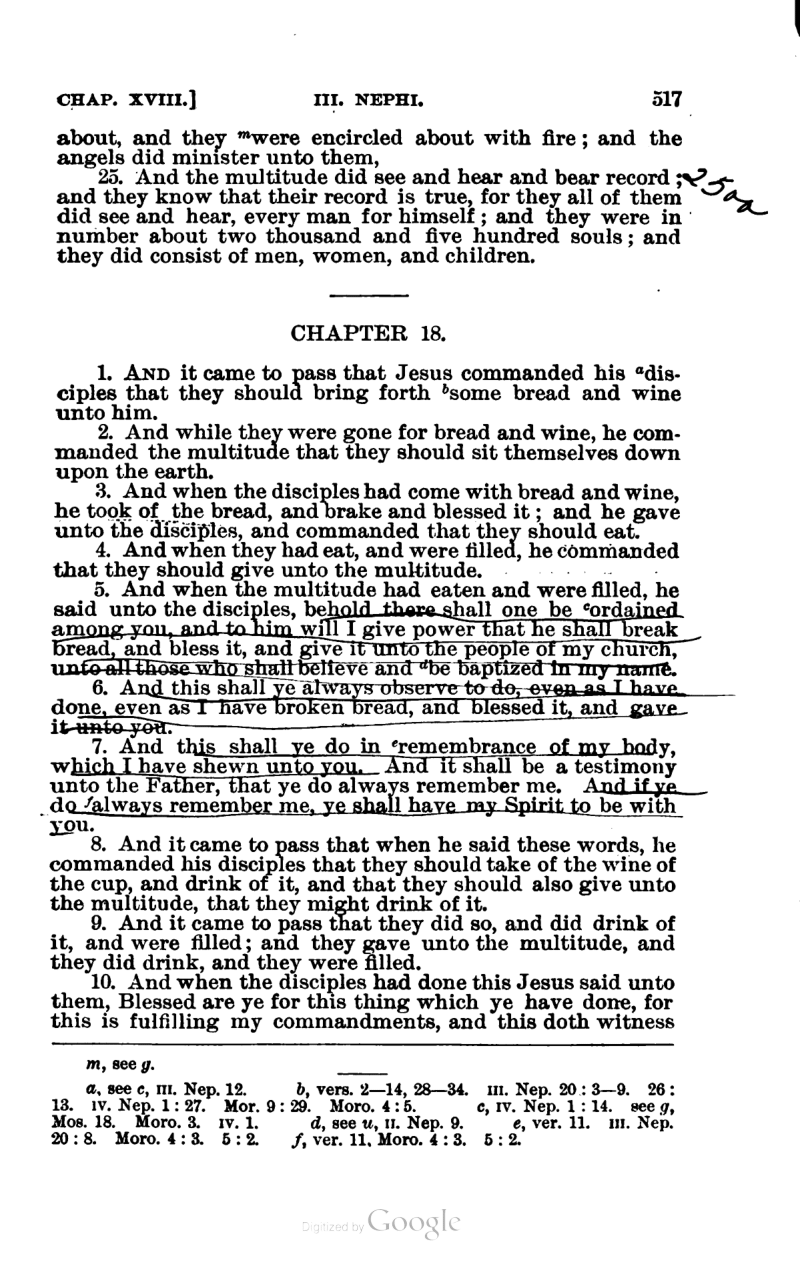 CHAP. XVIII.] III. NEPHI. 517
about, and they mwere encircled about with fire; and the
angels did minister unto them,
25. And the multitude did see and hear and bear record; 2500
and they know that their record is true, for they all of them
did see and hear, every man for himself; and they were in
number about two thousand and five hundred souls; and
they did consist of men, women, and children.
CHAPTER 18.
1. AND it came to pass that Jesus commanded his adis-
ciples that they should bring forth bsome bread and wine
unto him.
2. And while they were gone for bread and wine, he com-
manded the multitude that they should sit themselves down
upon the earth.
3. And when the disciples had come with bread and wine,
he took of the bread, and brake and blessed it; and he gave
unto the disciples, and commanded that they should eat.
4. And when they had eat, and were filled, he commanded
that they should give unto the multitude.
5. And when the multitude had eaten and were filled, he
said unto the disciples, behold there shall one be cordained
among you, and to him will I give power that he shall break
bread, and bless it, and give it unto the people of my church,
unto all those who shall believe and dbe baptized in my name.
6. And this shall ye always observe to do, even as I have
done, even as I have broken bread, and blessed it, and gave
it unto you.
7. And this shall ye do in eremembrance of my body,
which I have shewn unto you. And it shall be a testimony
unto the Father, that ye do always remember me. And if ye
do falways remember me, ye shall have my Spirit to be with
you.
8. And it came to pass that when he said these words, he
commanded his disciples that they should take of the wine of
the cup, and drink of it, and that they should also give unto
the multitude, that they might drink of it.
9. And it came to pass that they did so, and did drink of
it, and were filled; and they gave unto the multitude, and
they did drink, and they were filled.
10. And when the disciples had done this Jesus said unto
them, Blessed are ye for this thing which ye have done, for
this is fulfilling my commandments, and this doth witness
m, see g.
a, see c, III. Nep. 12. b, vers. 2—14, 28—34. III. Nep. 20:3—9. 26:
13. IV. Nep. 1:27. Mor. 9:29. Moro. 4:5. c, IV. Nep. 1:14. see g,
Mos. 18. Moro. 3. IV. 1. d, see u, II. Nep. 9. e, ver. 11. III. Nep.
20:8. Moro. 4:3. 5:2. f, ver. 11, Moro. 4:3. 5:2.
Digitized by Google